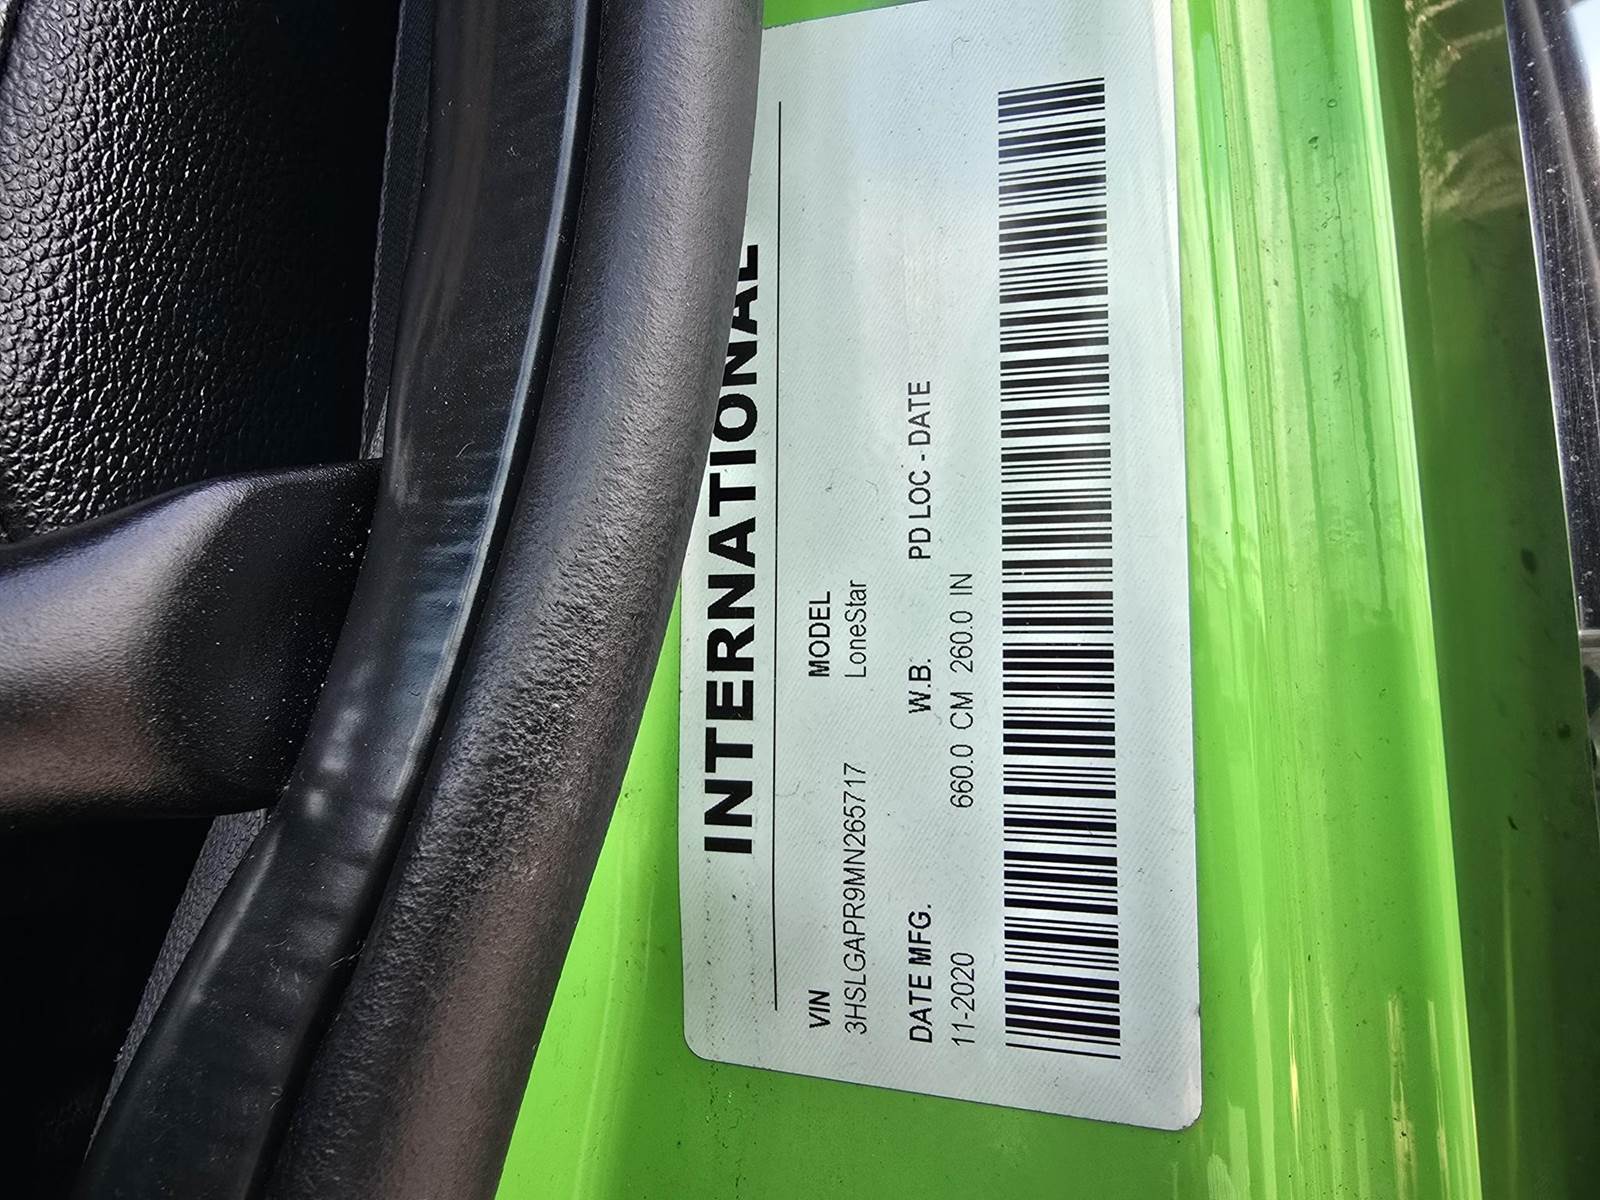 INTERNATIONAL
VIN MODEL
3HSLGAPR9MN265717 LoneStar
DATE MFG. W.B. PD LOC - DATE
11-2020 660.0 CM 260.0 IN